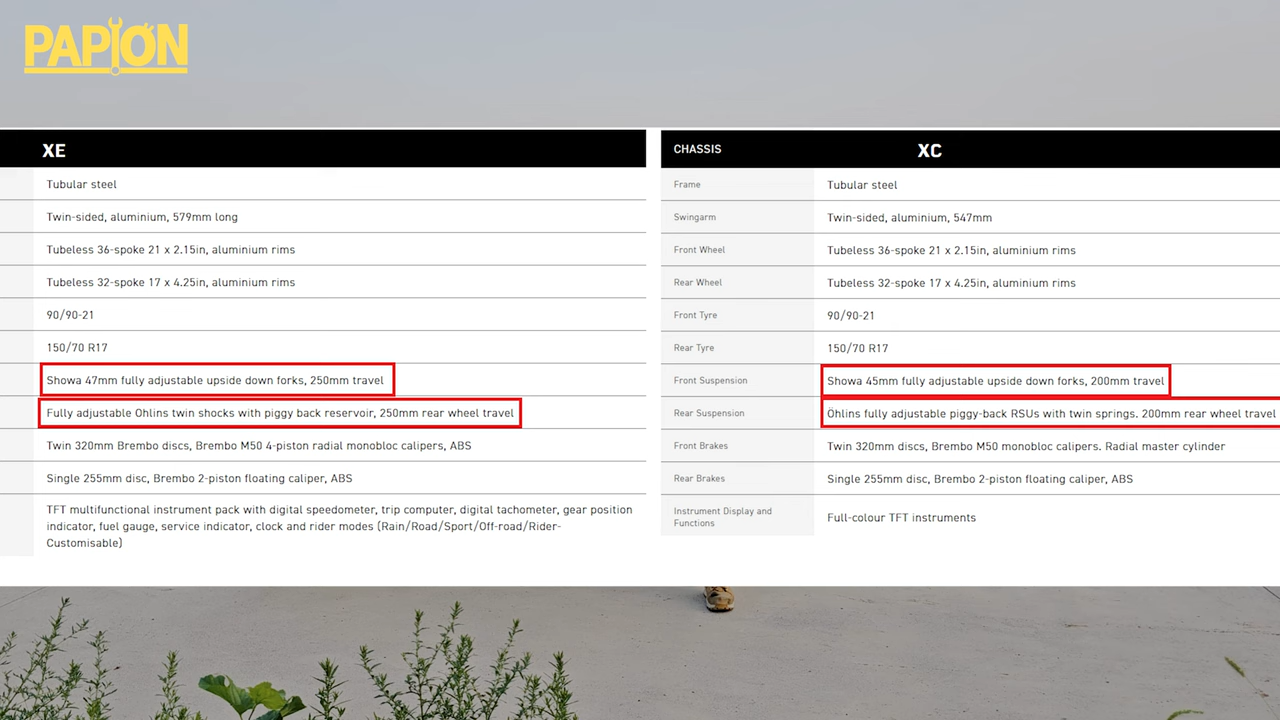 PAPION
XE
Tubular steel
Twin-sided, aluminium, 579mm long
Tubeless 36-spoke 21 x 2.15in, aluminium rims
Tubeless 32-spoke 17 x 4.25in, aluminium rims
90/90-21
150/70 R17
Showa 47mm fully adjustable upside down forks, 250mm travel
Fully adjustable Ohlins twin shocks with piggy back reservoir, 250mm rear wheel travel
Twin 320mm Brembo discs, Brembo M50 4-piston radial monobloc calipers, ABS
Single 255mm disc, Brembo 2-piston floating caliper, ABS
TFT multifunctional instrument pack with digital speedometer, trip computer, digital tachometer, gear position
indicator, fuel gauge, service indicator, clock and rider modes (Rain/Road/Sport/Off-road/Rider-
Customisable)
CHASSIS XC
Frame Tubular steel
Swingarm Twin-sided, aluminium, 547mm
Front Wheel Tubeless 36-spoke 21 x 2.15in, aluminium rims
Rear Wheel Tubeless 32-spoke 17 x 4.25in, aluminium rims
Front Tyre 90/90-21
Rear Tyre 150/70 R17
Front Suspension Showa 45mm fully adjustable upside down forks, 200mm travel
Rear Suspension Öhlins fully adjustable piggy-back RSUs with twin springs. 200mm rear wheel travel
Front Brakes Twin 320mm discs, Brembo M50 monobloc calipers. Radial master cylinder
Rear Brakes Single 255mm disc, Brembo 2-piston floating caliper, ABS
Instrument Display and
Functions Full-colour TFT instruments